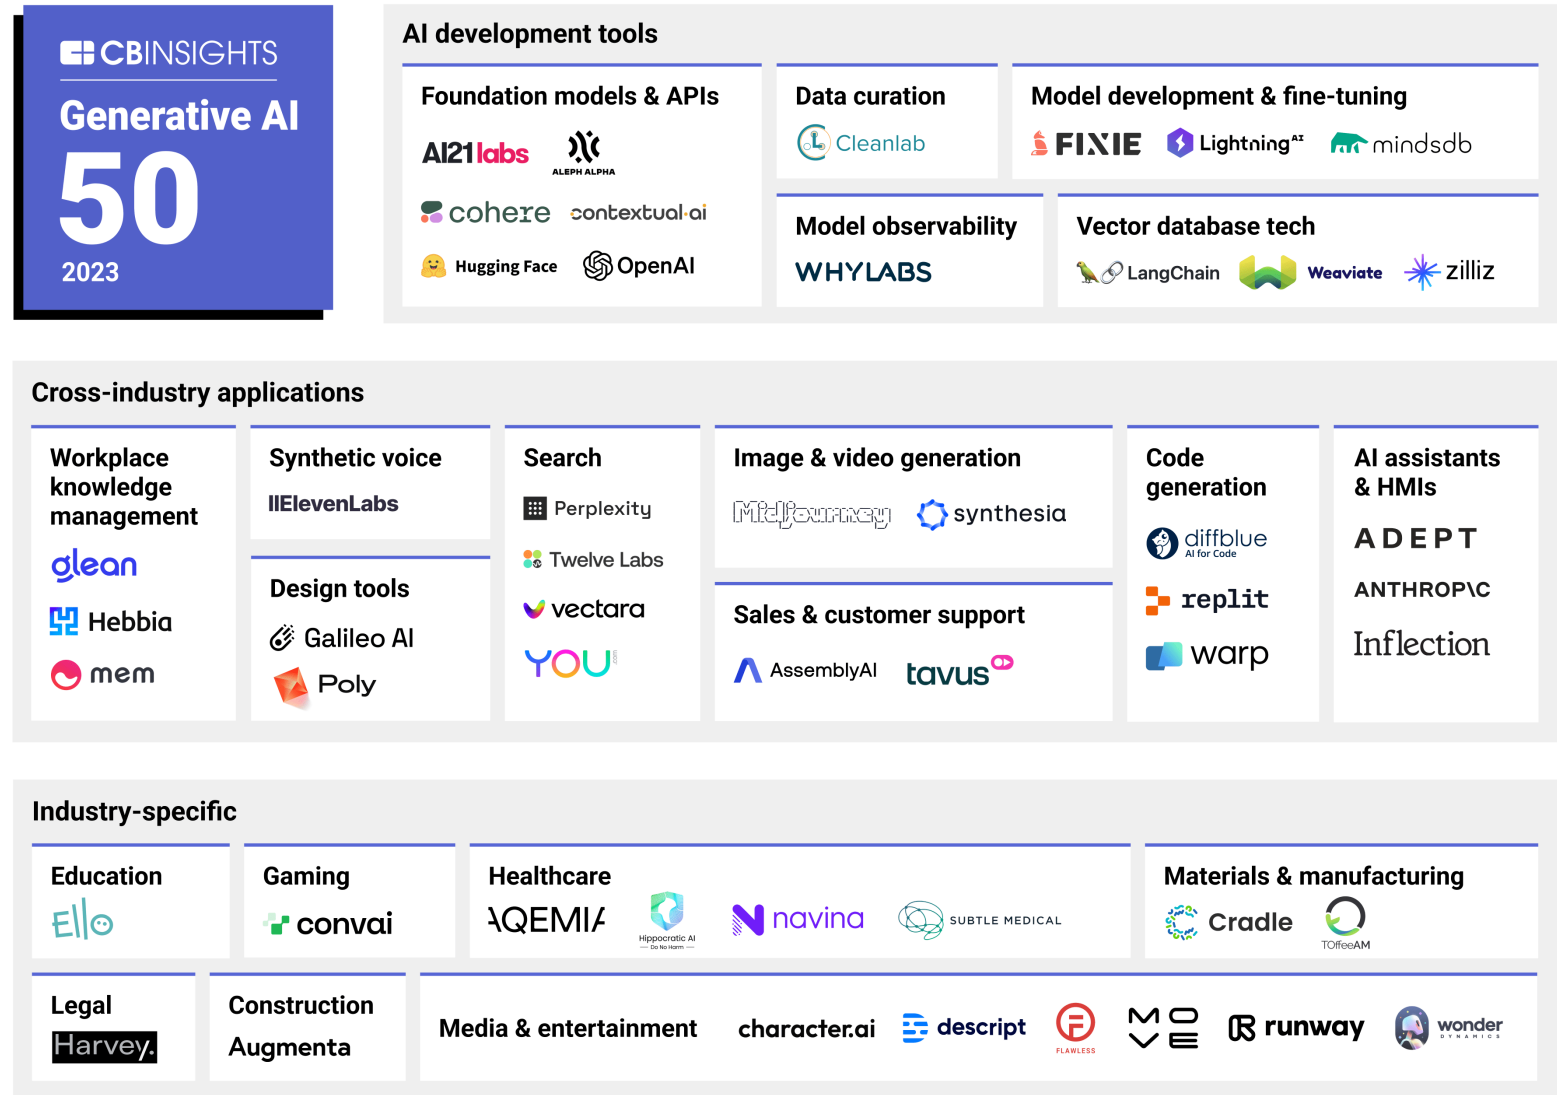 CBINSIGHTS
Generative AI
50
2023
AI development tools
Foundation models & APIs
AI21labs
ALEPH ALPHA
cohere
contextual·ai
Hugging Face
OpenAI
Data curation
Cleanlab
Model development & fine-tuning
FIXIE
Lightning AI
mindsdb
Model observability
WHYLABS
Vector database tech
LangChain
Weaviate
zilliz
Cross-industry applications
Workplace
knowledge
management
glean
Hebbia
mem
Synthetic voice
IIElevenLabs
Design tools
Galileo AI
Poly
Search
Perplexity
Twelve Labs
vectara
YOU.com
Image & video generation
Midjourney
synthesia
Sales & customer support
AssemblyAI
tavus
Code
generation
diffblue
AI for Code
replit
warp
AI assistants
& HMIs
ADEPT
ANTHROP\C
Inflection
Industry-specific
Education
Ello
Gaming
convai
Healthcare
AQEMIA
Hippocratic AI
— Do No Harm —
navina
SUBTLE MEDICAL
Materials & manufacturing
Cradle
TOffeeAM
Legal
Harvey.
Construction
Augmenta
Media & entertainment
character.ai
descript
FLAWLESS
MOVE
runway
wonder
DYNAMICS